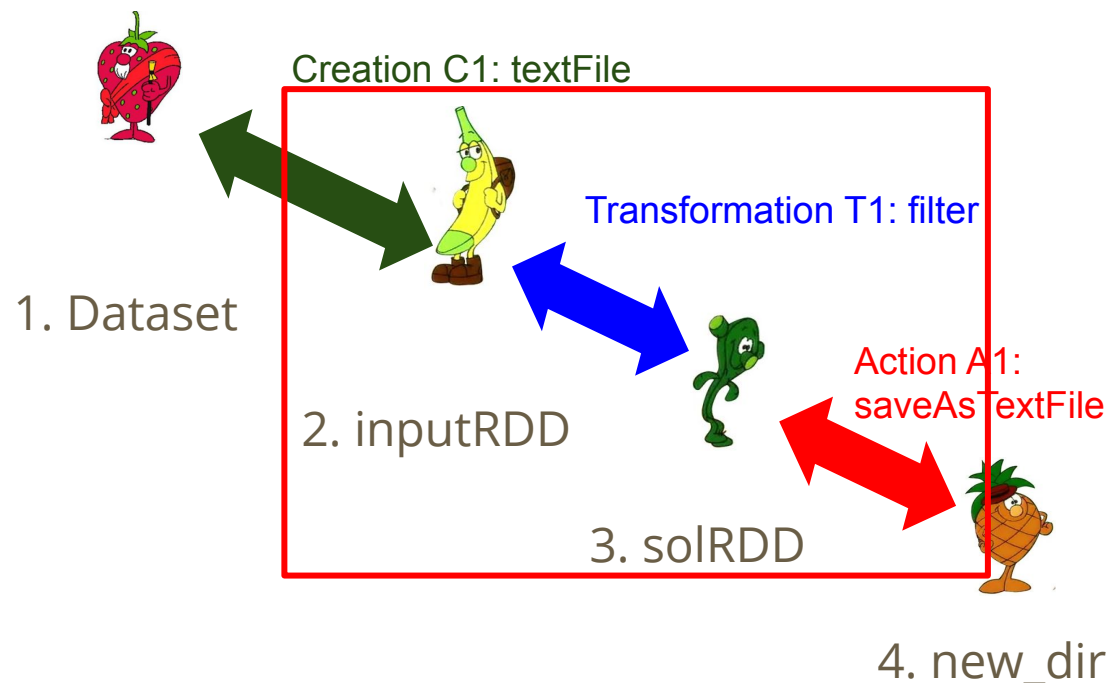 Creation C1: textFile
Transformation T1: filter
1. Dataset
Action A1:
saveAsTextFile
2. inputRDD
3. solRDD
4. new_dir